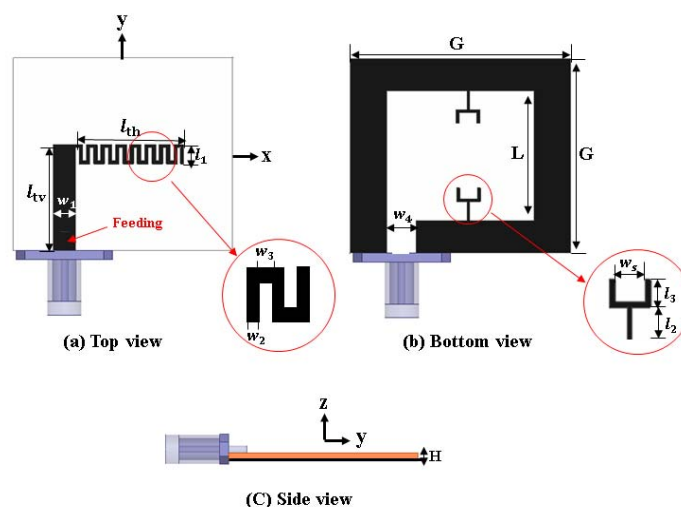 y
G
l_th
l_1
x
L
G
l_tv
w_1
w_4
Feeding
w_3
w_s
l_3
w_2
l_2
(a) Top view
(b) Bottom view
z
y
H
(C) Side view